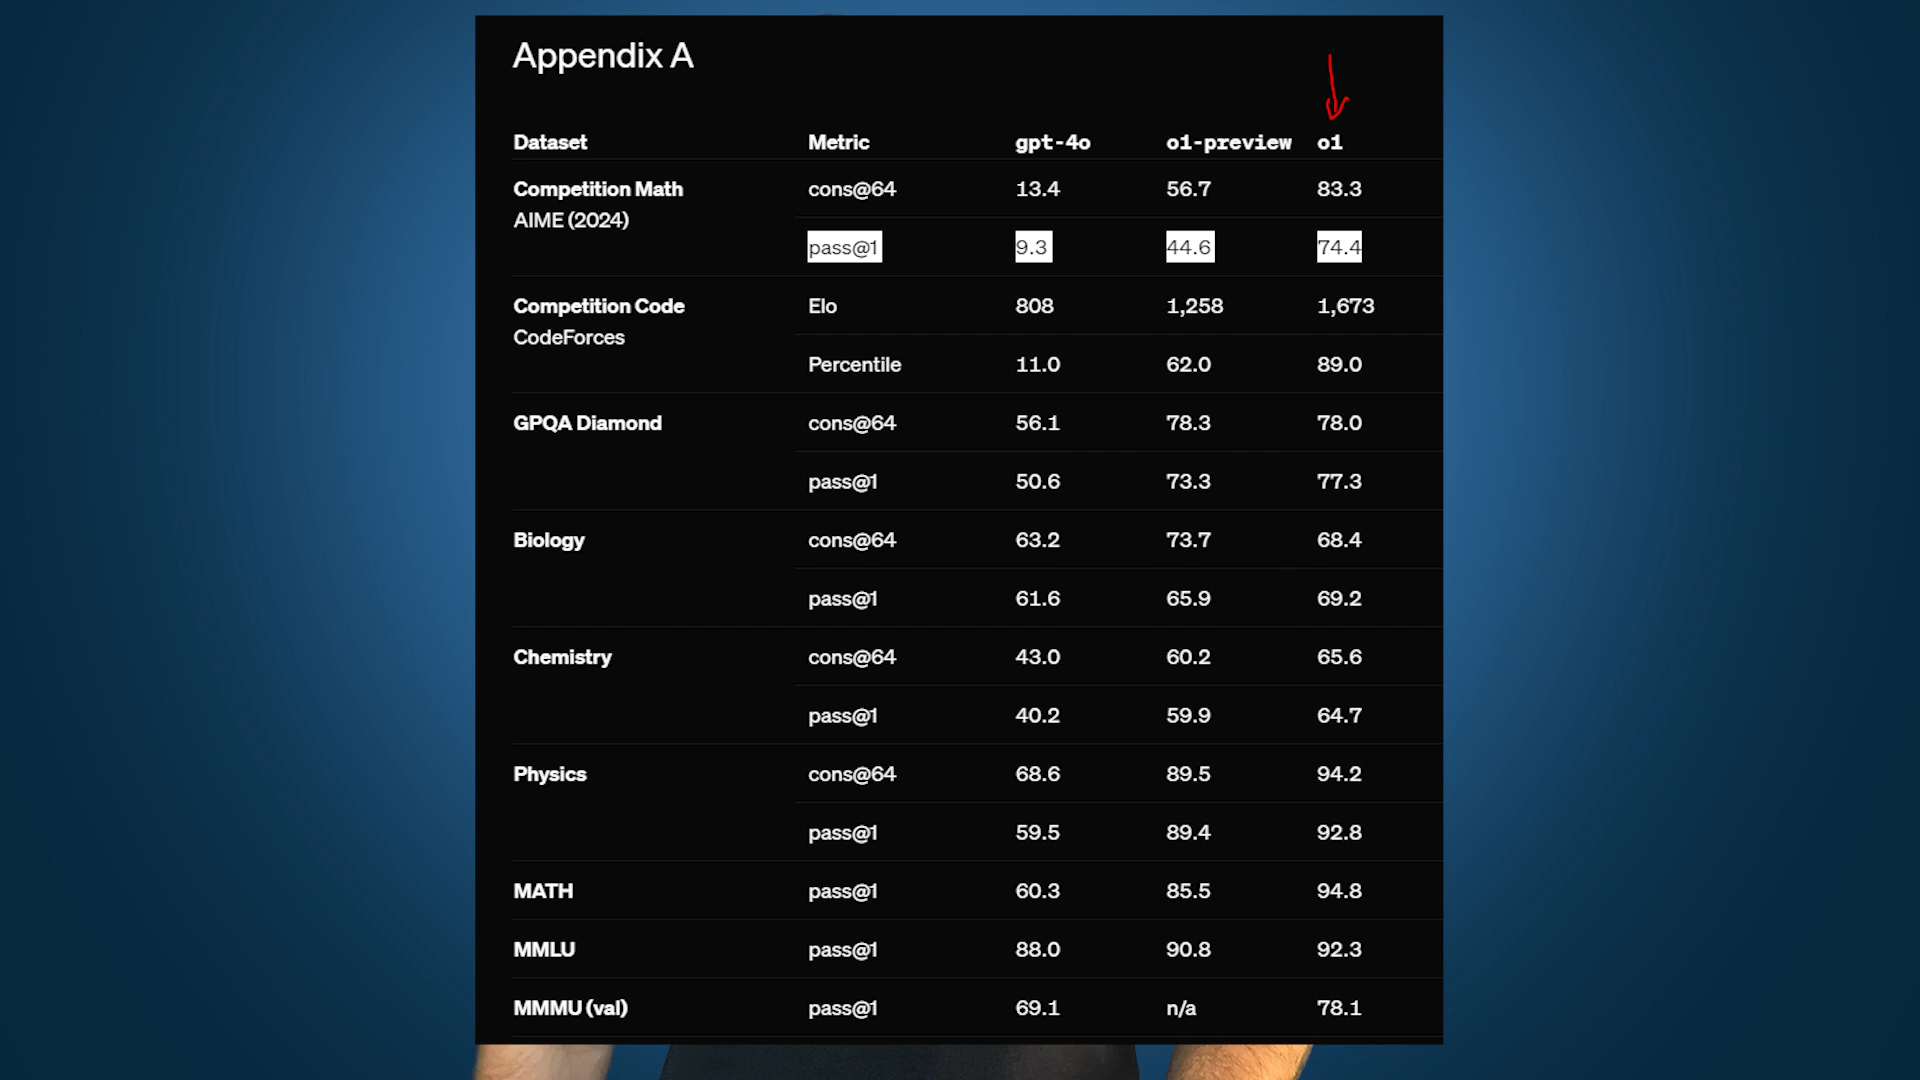 Appendix A
Dataset Metric gpt-4o o1-preview o1
Competition Math cons@64 13.4 56.7 83.3
AIME (2024)
pass@1 9.3 44.6 74.4
Competition Code Elo 808 1,258 1,673
CodeForces
Percentile 11.0 62.0 89.0
GPQA Diamond cons@64 56.1 78.3 78.0
pass@1 50.6 73.3 77.3
Biology cons@64 63.2 73.7 68.4
pass@1 61.6 65.9 69.2
Chemistry cons@64 43.0 60.2 65.6
pass@1 40.2 59.9 64.7
Physics cons@64 68.6 89.5 94.2
pass@1 59.5 89.4 92.8
MATH pass@1 60.3 85.5 94.8
MMLU pass@1 88.0 90.8 92.3
MMMU (val) pass@1 69.1 n/a 78.1